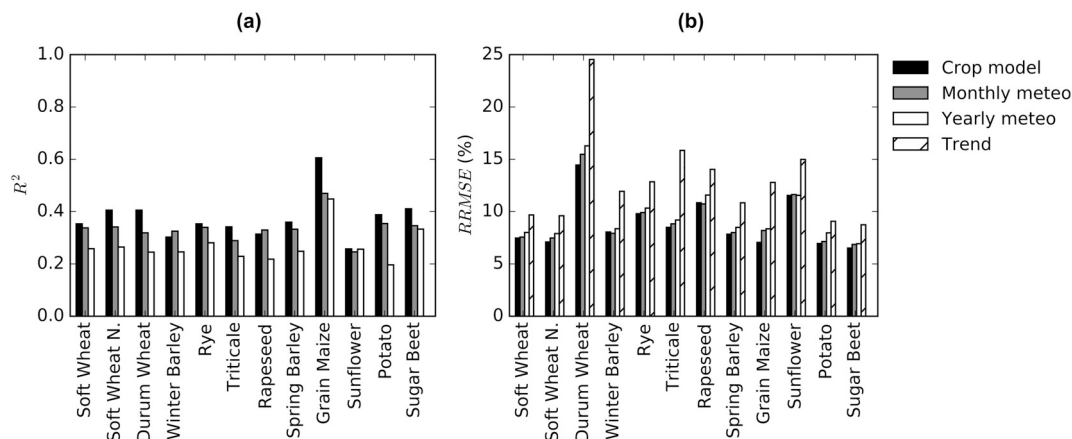 (a)
(b)
1.0
0.8
0.6
0.4
0.2
0.0
R²
Soft Wheat
Soft Wheat N.
Durum Wheat
Winter Barley
Rye
Triticale
Rapeseed
Spring Barley
Grain Maize
Sunflower
Potato
Sugar Beet
25
20
15
10
5
0
RRMSE (%)
Soft Wheat
Soft Wheat N.
Durum Wheat
Winter Barley
Rye
Triticale
Rapeseed
Spring Barley
Grain Maize
Sunflower
Potato
Sugar Beet
Crop model
Monthly meteo
Yearly meteo
Trend